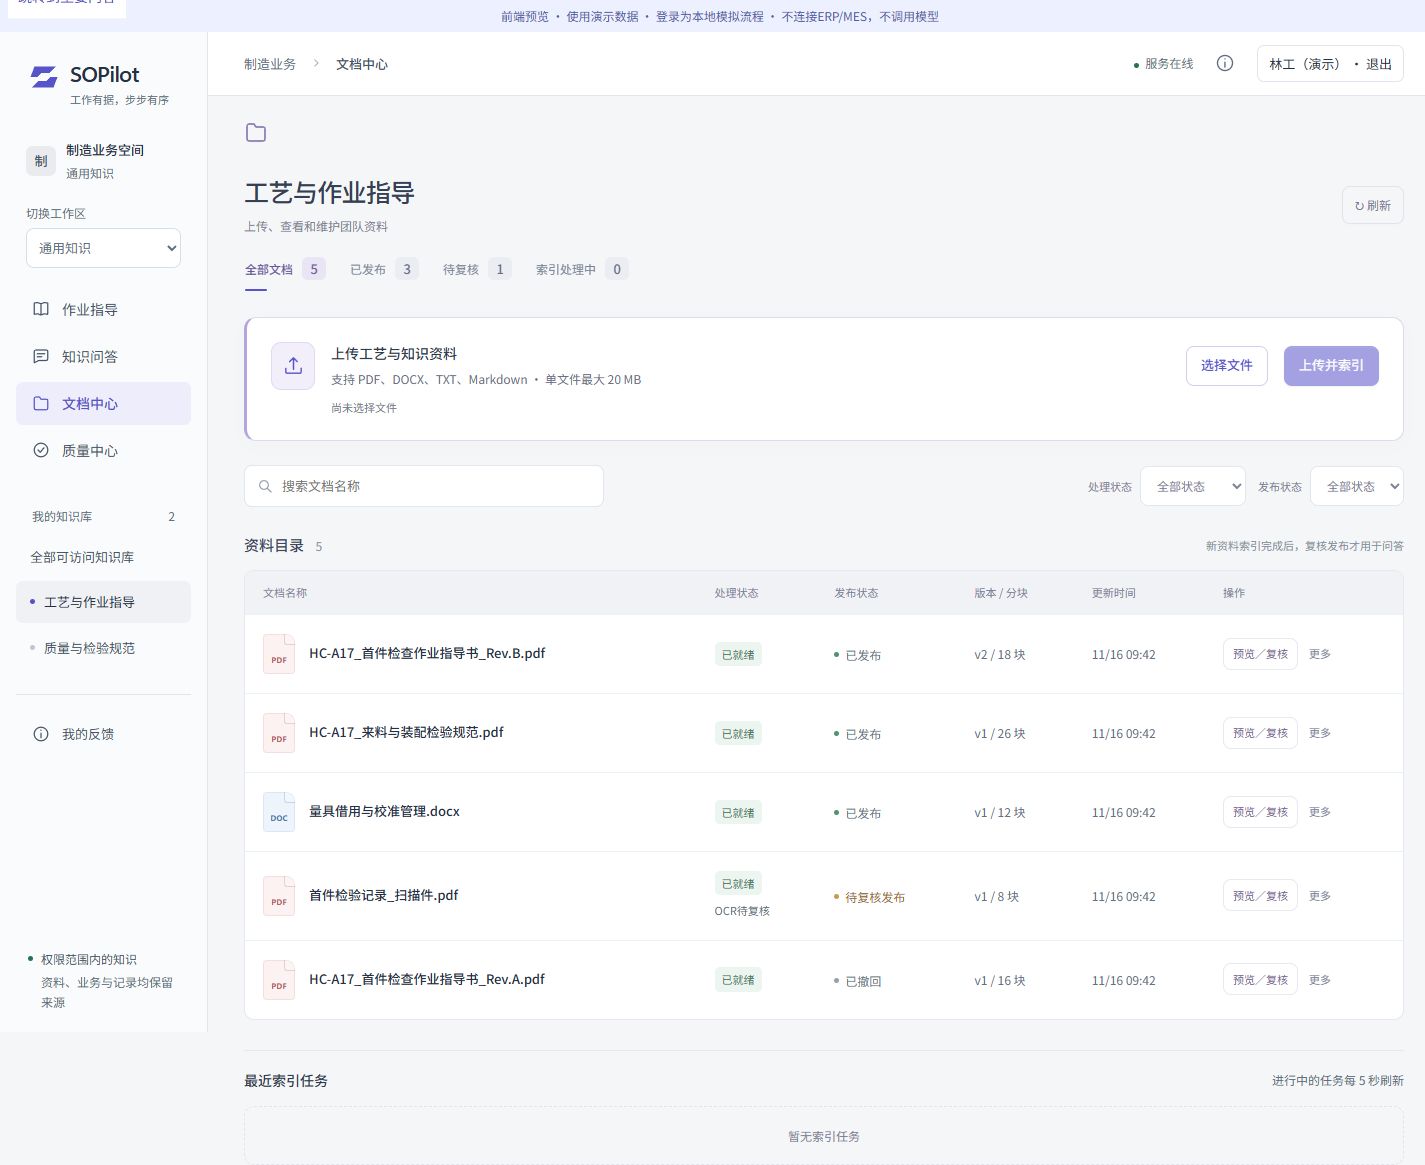 跳转到主要内容
前端预览 • 使用演示数据 • 登录为本地模拟流程 • 不连接ERP/MES，不调用模型
SOPilot
工作有据，步步有序
制
制造业务空间
通用知识
切换工作区
通用知识
作业指导
知识问答
文档中心
质量中心
我的知识库 2
全部可访问知识库
工艺与作业指导
质量与检验规范
我的反馈
权限范围内的知识
资料、业务与记录均保留
来源
制造业务 文档中心
服务在线
林工（演示） • 退出
工艺与作业指导
上传、查看和维护团队资料
↻ 刷新
全部文档 5 已发布 3 待复核 1 索引处理中 0
上传工艺与知识资料
支持 PDF、DOCX、TXT、Markdown • 单文件最大 20 MB
尚未选择文件
选择文件
上传并索引
搜索文档名称
处理状态 全部状态 发布状态 全部状态
资料目录 5
新资料索引完成后，复核发布才用于问答
文档名称 处理状态 发布状态 版本 / 分块 更新时间 操作
PDF HC-A17_首件检查作业指导书_Rev.B.pdf 已就绪 已发布 v2 / 18 块 11/16 09:42 预览／复核 更多
PDF HC-A17_来料与装配检验规范.pdf 已就绪 已发布 v1 / 26 块 11/16 09:42 预览／复核 更多
DOC 量具借用与校准管理.docx 已就绪 已发布 v1 / 12 块 11/16 09:42 预览／复核 更多
PDF 首件检验记录_扫描件.pdf 已就绪 OCR待复核 待复核发布 v1 / 8 块 11/16 09:42 预览／复核 更多
PDF HC-A17_首件检查作业指导书_Rev.A.pdf 已就绪 已撤回 v1 / 16 块 11/16 09:42 预览／复核 更多
最近索引任务
进行中的任务每 5 秒刷新
暂无索引任务